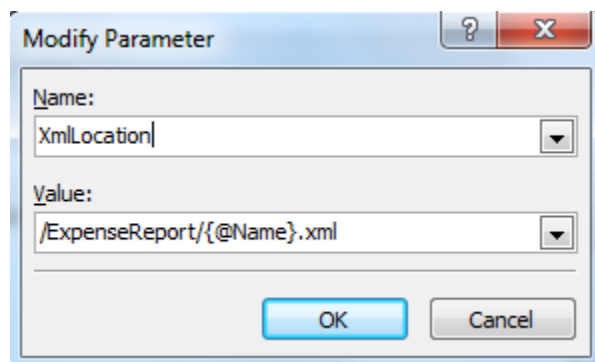 Modify Parameter
Name:
XmlLocation
Value:
/ExpenseReport/{@Name}.xml
OK Cancel